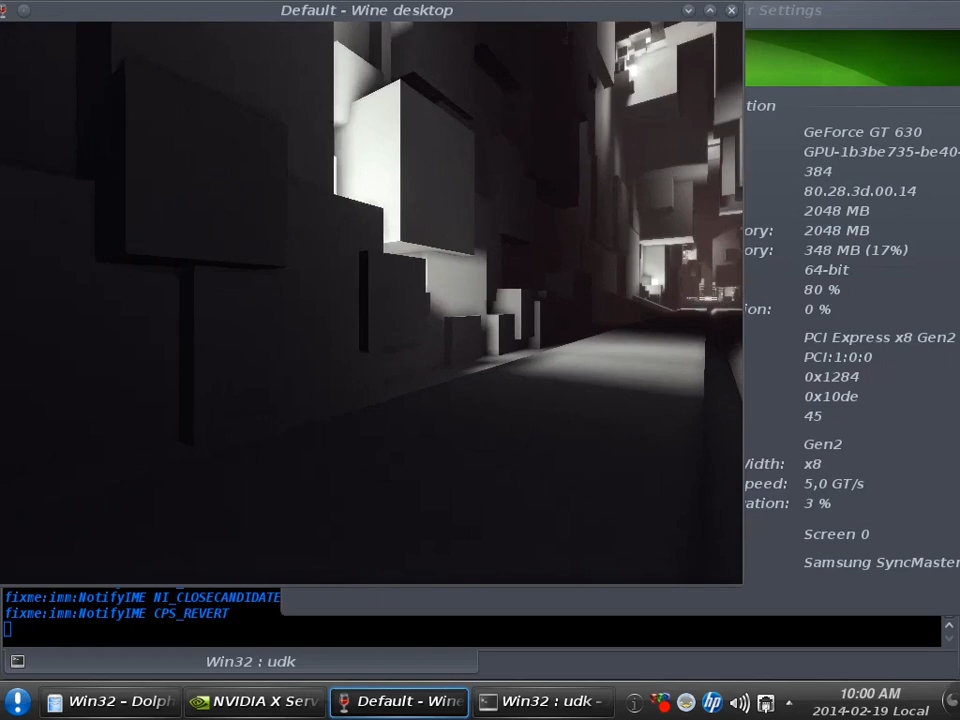 Default - Wine desktop
r Settings
tion
GeForce GT 630
GPU-1b3be735-be40-
384
80.28.3d.00.14
2048 MB
ory: 2048 MB
ory: 348 MB (17%)
64-bit
80 %
ion: 0 %
PCI Express x8 Gen2
PCI:1:0:0
0x1284
0x10de
45
Gen2
Width: x8
peed: 5,0 GT/s
ation: 3 %
Screen 0
Samsung SyncMaster
fixme:imm:NotifyIME NI_CLOSECANDIDATE
fixme:imm:NotifyIME CPS_REVERT
Win32 : udk
Win32 – Dolph
NVIDIA X Serv
Default - Wine
Win32 : udk –
hp
10:00 AM
2014-02-19 Local